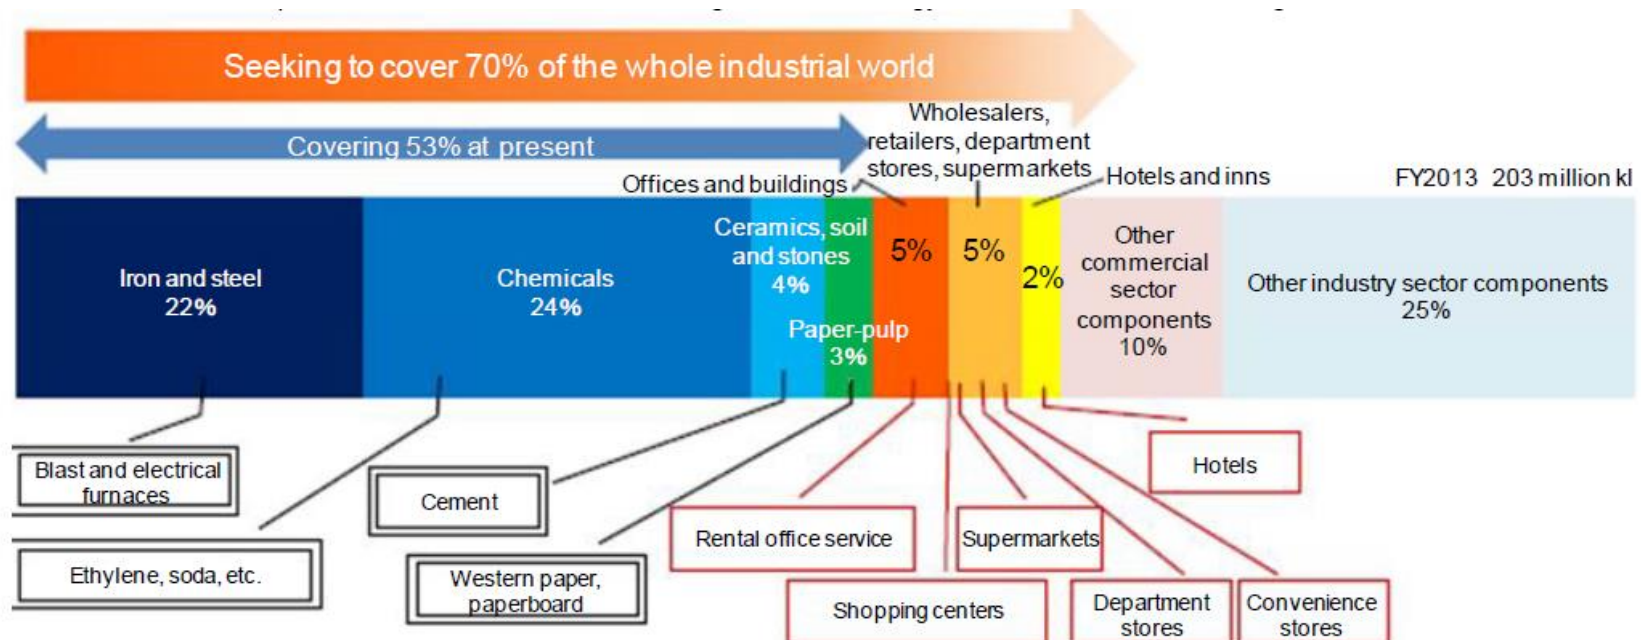 Seeking to cover 70% of the whole industrial world
Covering 53% at present
Wholesalers,
retailers, department
stores, supermarkets
Offices and buildings
Hotels and inns
FY2013 203 million kl
Iron and steel
22%
Chemicals
24%
Ceramics, soil
and stones
4%
Paper-pulp
3%
5%
5%
2%
Other
commercial
sector
components
10%
Other industry sector components
25%
Blast and electrical
furnaces
Ethylene, soda, etc.
Cement
Western paper,
paperboard
Rental office service
Shopping centers
Supermarkets
Department
stores
Convenience
stores
Hotels